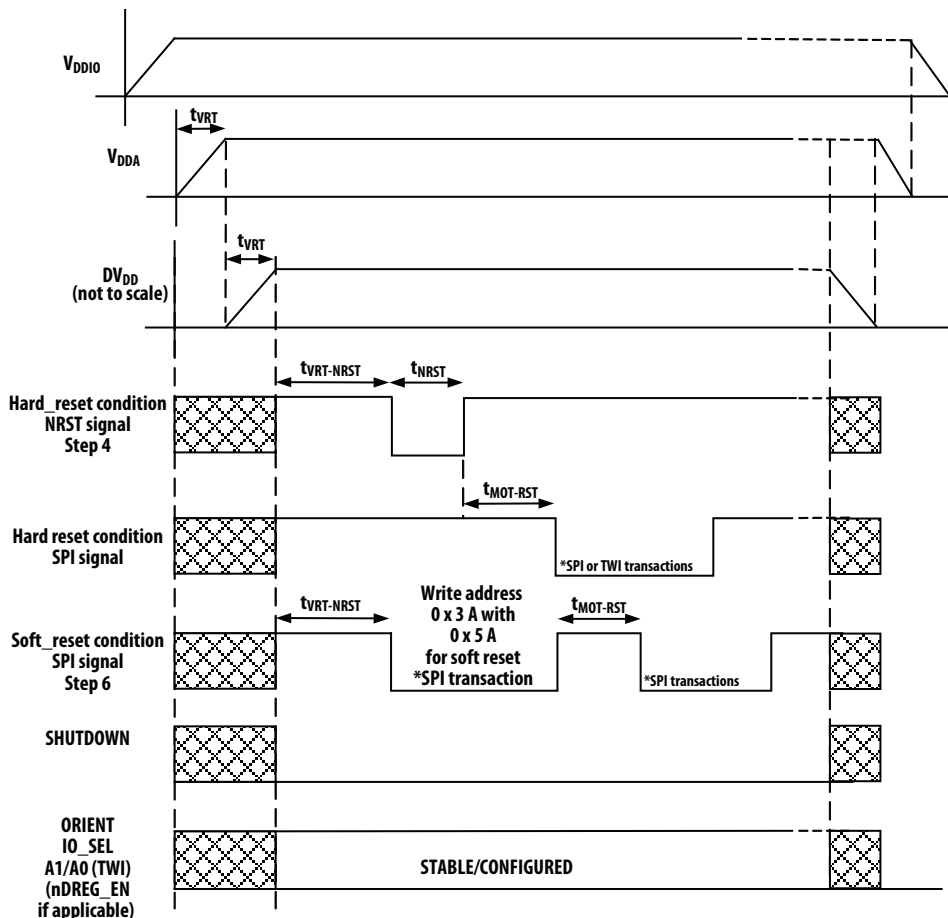 VDDIO
tVRT
VDDA
tVRT
DVDD
(not to scale)
tVRT-NRST
tNRST
Hard_reset condition
NRST signal
Step 4
tMOT-RST
Hard reset condition
SPI signal
*SPI or TWI transactions
tVRT-NRST
Write address
0 x 3 A with
0 x 5 A
for soft reset
*SPI transaction
tMOT-RST
Soft_reset condition
SPI signal
Step 6
*SPI transactions
SHUTDOWN
ORIENT
IO_SEL
A1/A0 (TWI)
(nDREG_EN
if applicable)
STABLE/CONFIGURED